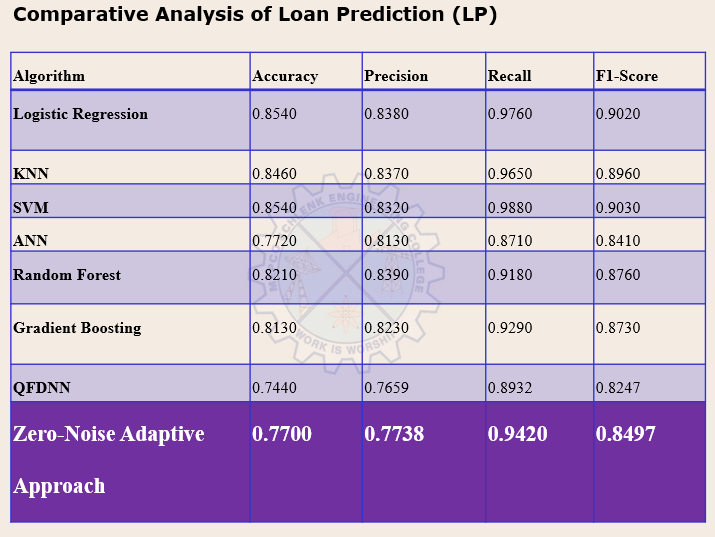 Comparative Analysis of Loan Prediction (LP)
Algorithm Accuracy Precision Recall F1-Score
Logistic Regression 0.8540 0.8380 0.9760 0.9020
KNN 0.8460 0.8370 0.9650 0.8960
SVM 0.8540 0.8320 0.9880 0.9030
ANN 0.7720 0.8130 0.8710 0.8410
Random Forest 0.8210 0.8390 0.9180 0.8760
Gradient Boosting 0.8130 0.8230 0.9290 0.8730
WORK IS WORSHIP
QFDNN 0.7440 0.7659 0.8932 0.8247
Zero-Noise Adaptive 0.7700 0.7738 0.9420 0.8497
Approach